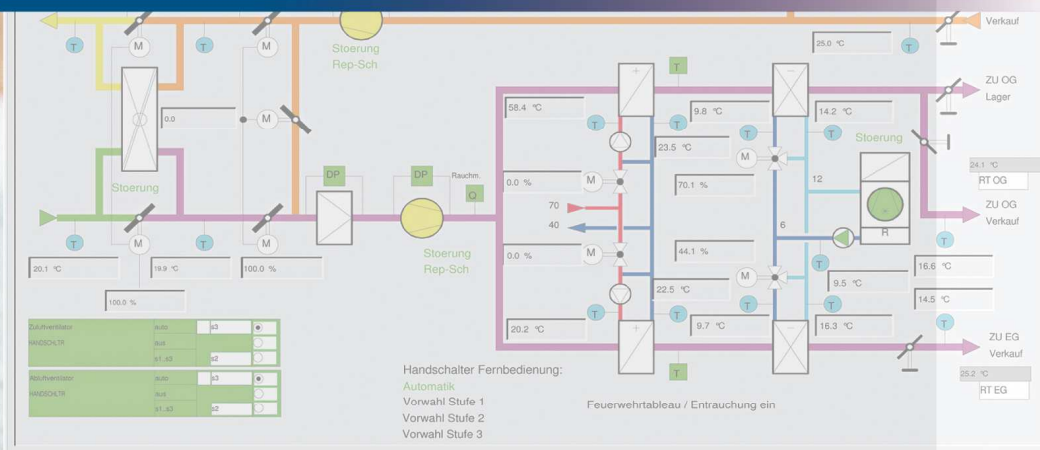 Verkauf
T
M
M
T
Stoerung
Rep-Sch
25.0 °C
T
T
+
−
ZU OG
Lager
58.4 °C
9.8 °C
14.2 °C
0.0
M
T
T
T
T
Stoerung
23.5 °C
M
24.1 °C
RT OG
DP
DP
Rauchm.
Q
0.0 %
M
70.1 %
12
Stoerung
70
40
6
R
ZU OG
Verkauf
T
M
T
M
Stoerung
Rep-Sch
0.0 %
M
44.1 %
T
T
20.1 °C
19.9 °C
100.0 %
M
9.5 °C
16.6 °C
22.5 °C
14.5 °C
100.0 %
T
T
T
T
20.2 °C
9.7 °C
16.3 °C
T
Zuluftventilator
auto
s3
HANDSCHLTR
aus
s1..s3
s2
ZU EG
Verkauf
Abluftventilator
auto
s3
HANDSCHLTR
aus
s1..s3
s2
T
25.2 °C
RT EG
Handschalter Fernbedienung:
Automatik
Vorwahl Stufe 1
Vorwahl Stufe 2
Vorwahl Stufe 3
Feuerwehrtableau / Entrauchung ein